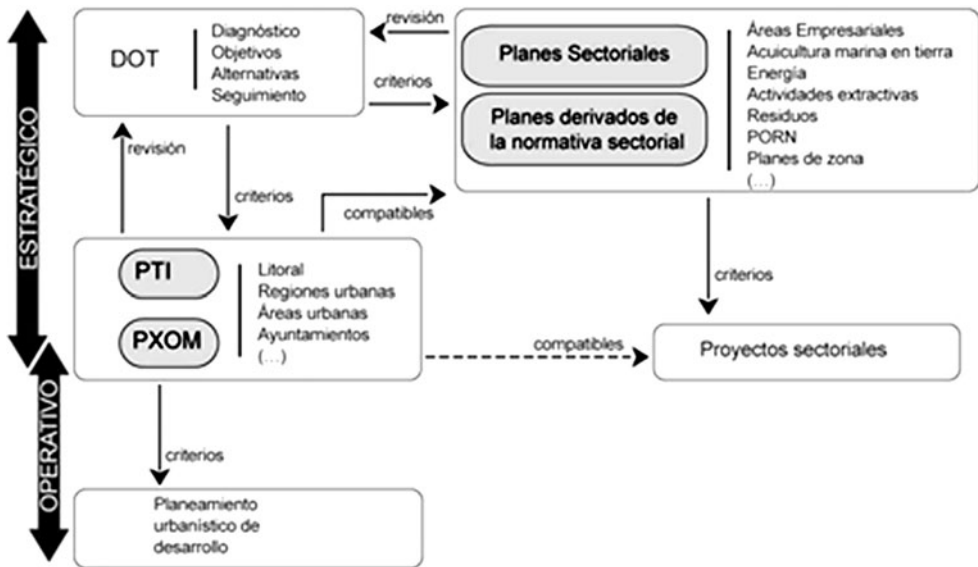 ESTRATÉGICO
OPERATIVO
DOT
Diagnóstico
Objetivos
Alternativas
Seguimiento
revisión
criterios
Planes Sectoriales
Planes derivados de
la normativa sectorial
Áreas Empresariales
Acuicultura marina en tierra
Energía
Actividades extractivas
Residuos
PORN
Planes de zona
(...)
revisión
criterios
compatibles
PTI
PXOM
Litoral
Regiones urbanas
Áreas urbanas
Ayuntamientos
(...)
criterios
compatibles
Proyectos sectoriales
criterios
Planeamiento
urbanístico de
desarrollo